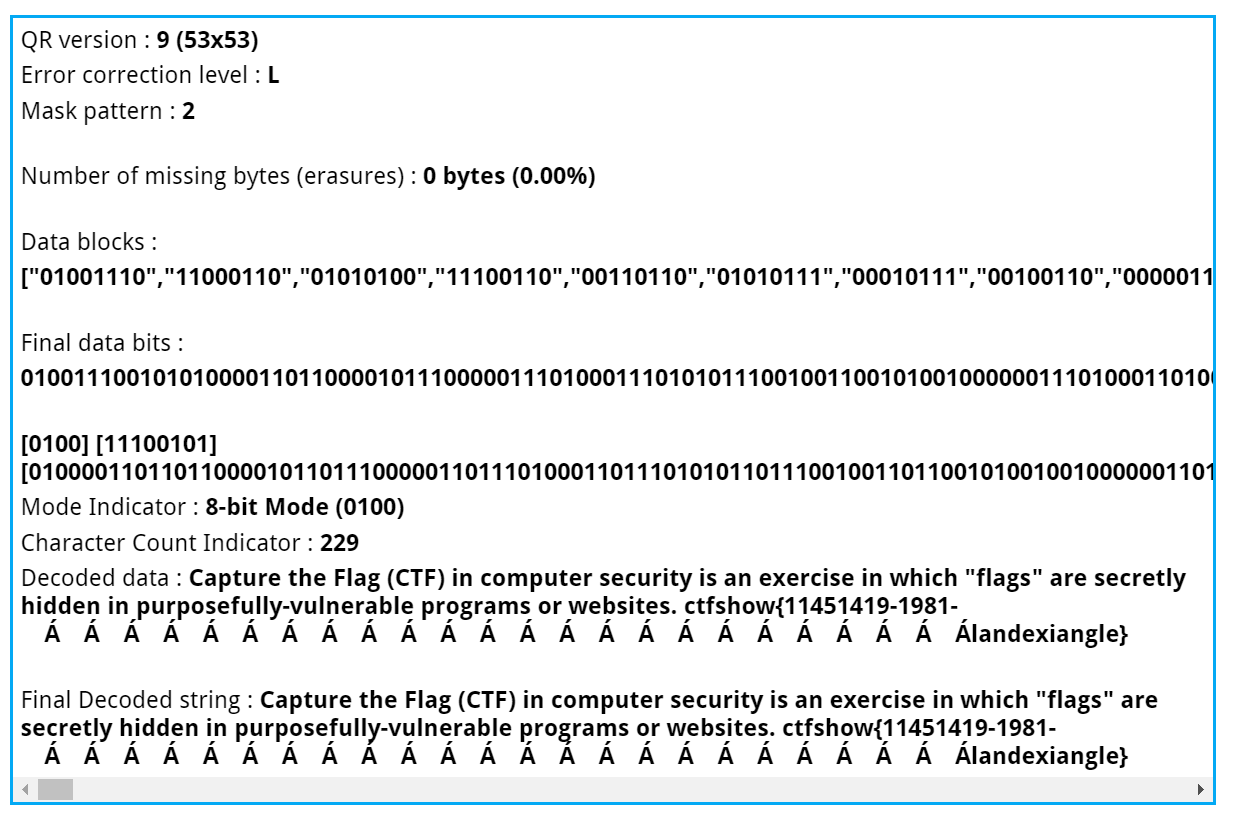 QR version : 9 (53x53)
Error correction level : L
Mask pattern : 2
Number of missing bytes (erasures) : 0 bytes (0.00%)
Data blocks :
["01001110","11000110","01010100","11100110","00110110","01010111","00010111","00100110","0000011
Final data bits :
010011100101010000110110000101110000011101000111010101110010011001010010000001110100011010
[0100] [11100101]
[0100001101101100001011011100000110111010001101110101011011100100110110010100100100000011 01
Mode Indicator : 8-bit Mode (0100)
Character Count Indicator : 229
Decoded data : Capture the Flag (CTF) in computer security is an exercise in which "flags" are secretly
hidden in purposefully-vulnerable programs or websites. ctfshow{11451419-1981-
Á Á Á Á Á Á Á Á Á Á Á Á Á Á Á Á Á Á Á Á Á Á Á Álandexiangle}
Final Decoded string : Capture the Flag (CTF) in computer security is an exercise in which "flags" are
secretly hidden in purposefully-vulnerable programs or websites. ctfshow{11451419-1981-
Á Á Á Á Á Á Á Á Á Á Á Á Á Á Á Á Á Á Á Á Á Á Á Álandexiangle}